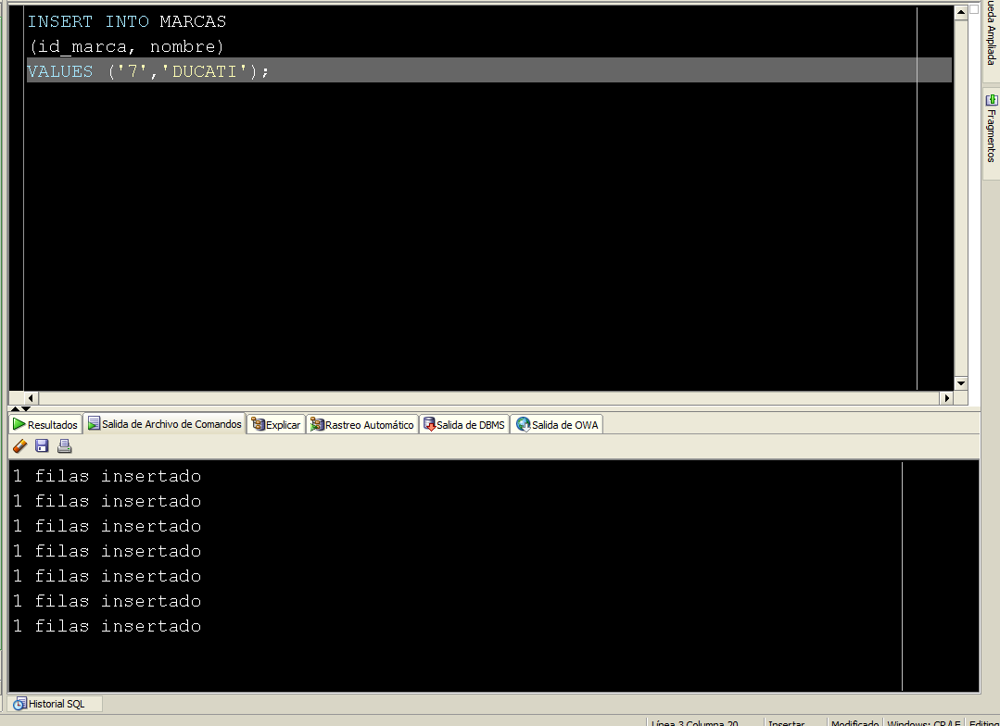 INSERT INTO MARCAS
(id_marca, nombre)
VALUES ('7','DUCATI');
ueda Ampliada
Fragmentos
Resultados
Salida de Archivo de Comandos
Explicar
Rastreo Automático
Salida de DBMS
Salida de OWA
1 filas insertado
1 filas insertado
1 filas insertado
1 filas insertado
1 filas insertado
1 filas insertado
1 filas insertado
Historial SQL
Línea 3 Columna 20
Insertar
Modificado
Windows: CR/LF
Editing